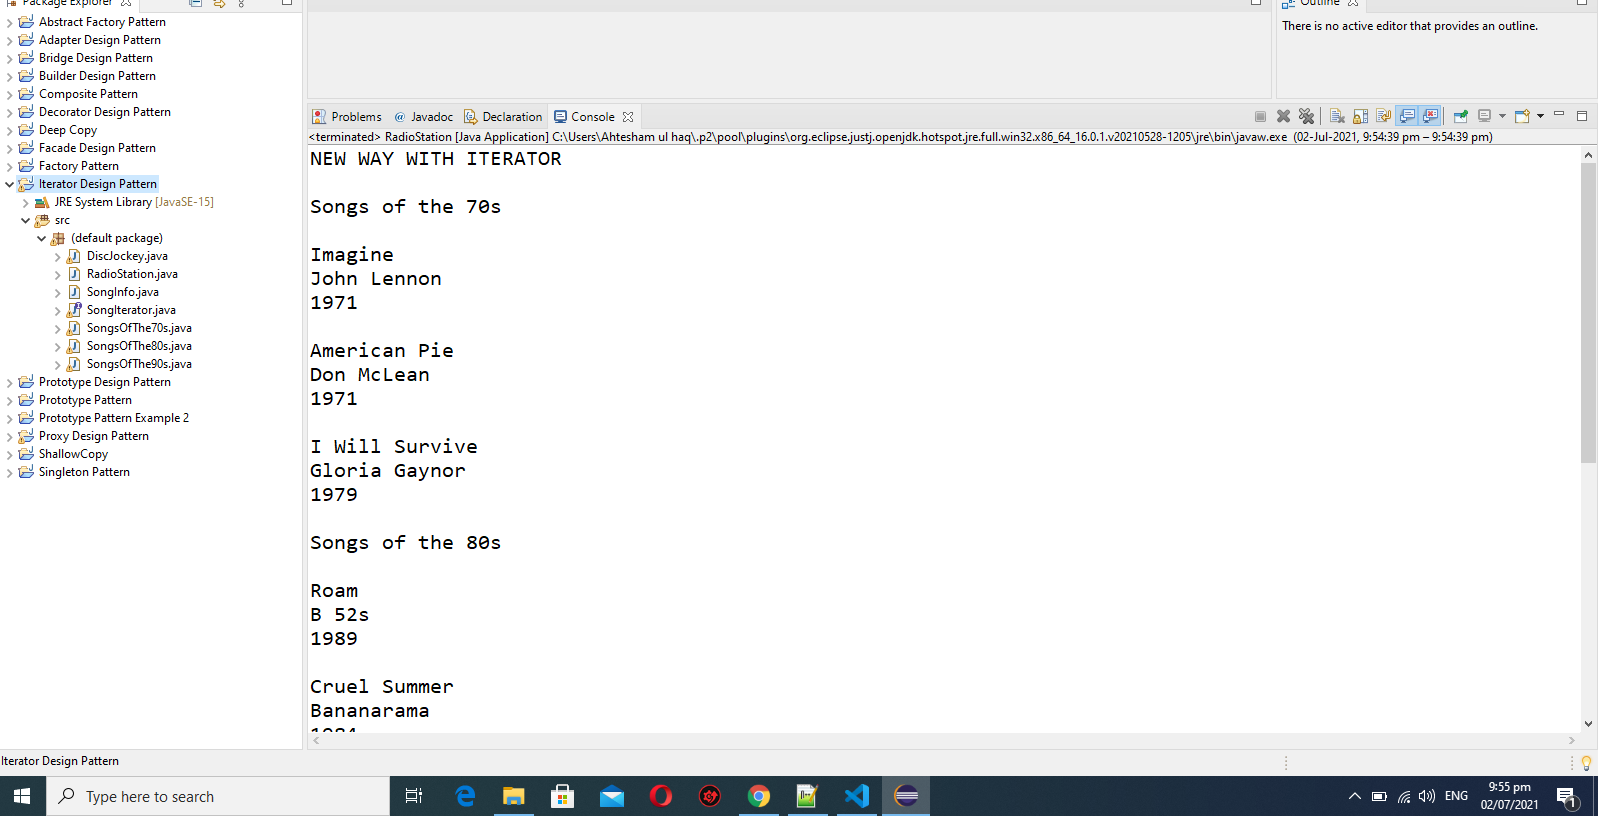 Package Explorer
Abstract Factory Pattern
Adapter Design Pattern
Bridge Design Pattern
Builder Design Pattern
Composite Pattern
Decorator Design Pattern
Deep Copy
Facade Design Pattern
Factory Pattern
Iterator Design Pattern
JRE System Library [JavaSE-15]
src
(default package)
DiscJockey.java
RadioStation.java
SongInfo.java
SongIterator.java
SongsOfThe70s.java
SongsOfThe80s.java
SongsOfThe90s.java
Prototype Design Pattern
Prototype Pattern
Prototype Pattern Example 2
Proxy Design Pattern
ShallowCopy
Singleton Pattern
Outline
There is no active editor that provides an outline.
Problems @ Javadoc Declaration Console
<terminated> RadioStation [Java Application] C:\Users\Ahtesham ul haq\.p2\pool\plugins\org.eclipse.justj.openjdk.hotspot.jre.full.win32.x86_64_16.0.1.v20210528-1205\jre\bin\javaw.exe (02-Jul-2021, 9:54:39 pm – 9:54:39 pm)
NEW WAY WITH ITERATOR
Songs of the 70s
Imagine
John Lennon
1971
American Pie
Don McLean
1971
I Will Survive
Gloria Gaynor
1979
Songs of the 80s
Roam
B 52s
1989
Cruel Summer
Bananarama
1984
Iterator Design Pattern
Type here to search
ENG
9:55 pm
02/07/2021
1